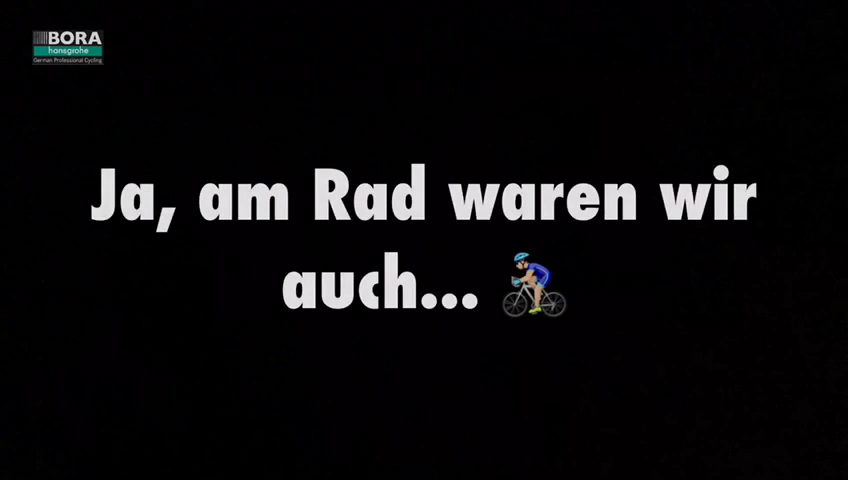 BORA
hansgrohe
German Professional Cycling
Ja, am Rad waren wir
auch... 🚴